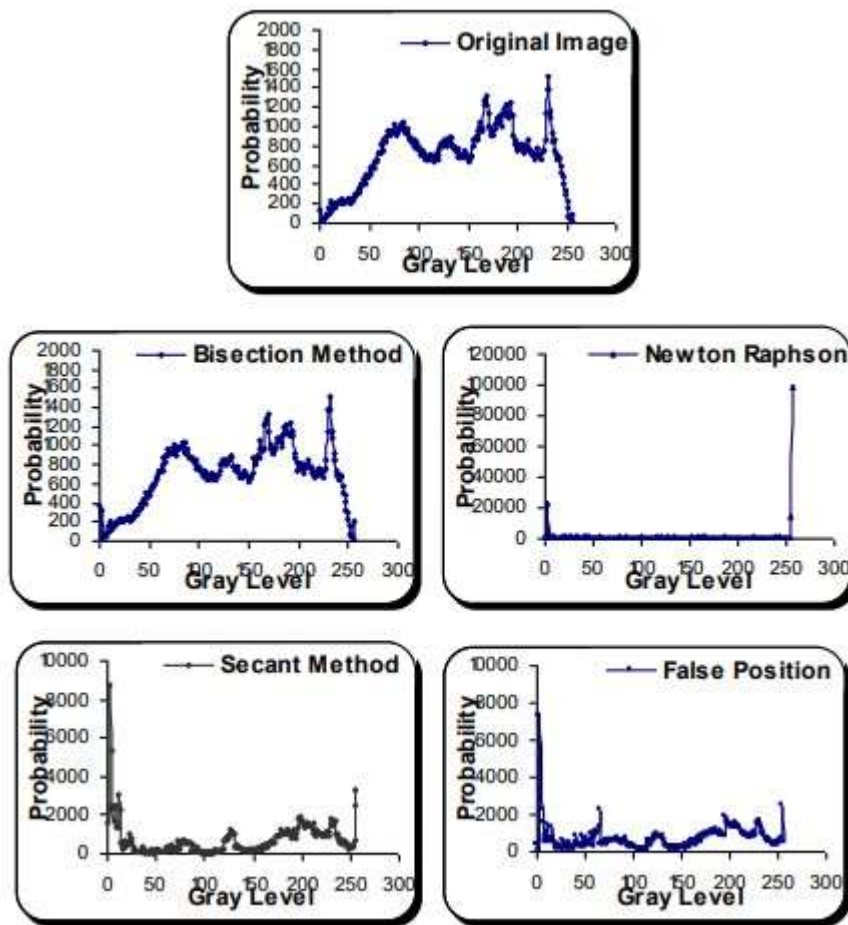 Original Image
Probability
2000
1800
1600
1400
1200
1000
800
600
400
200
0
0 50 100 150 200 250 300
Gray Level
Bisection Method
Probability
2000
1800
1600
1400
1200
1000
800
600
400
200
0
0 50 100 150 200 250 300
Gray Level
Newton Raphson
Probability
120000
100000
80000
60000
40000
20000
0
0 50 100 150 200 250 300
Gray Level
Secant Method
Probability
10000
8000
6000
4000
2000
0
0 50 100 150 200 250 300
Gray Level
False Position
Probability
10000
8000
6000
4000
2000
0
0 50 100 150 200 250 300
Gray Level